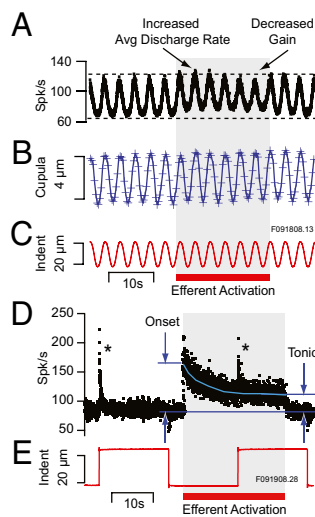 A
Increased
Avg Discharge Rate
Decreased
Gain
Spk/s
140
100
60
B
Cupula
4 µm
C
F091808.13
Indent
20 µm
10s
Efferent Activation
D
Onset
Spk/s
250
200
150
100
50
*
*
Tonic
E
Indent
20 µm
F091908.28
10s
Efferent Activation